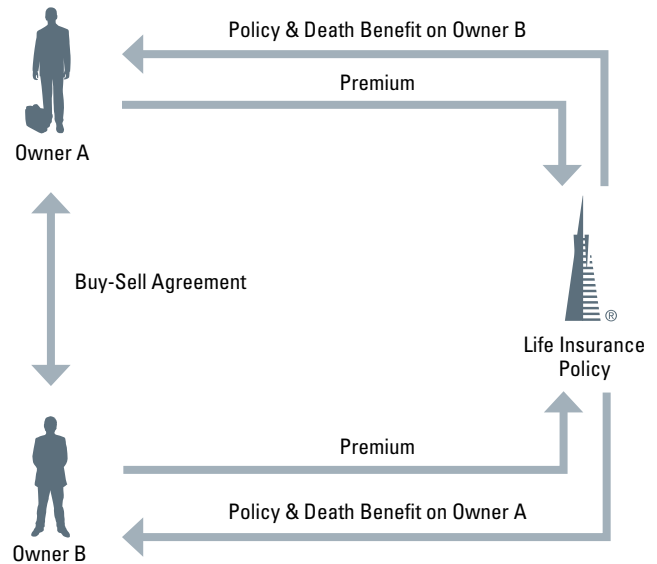 Policy & Death Benefit on Owner B
Premium
Owner A
Buy-Sell Agreement
®
Life Insurance
Policy
Premium
Policy & Death Benefit on Owner A
Owner B